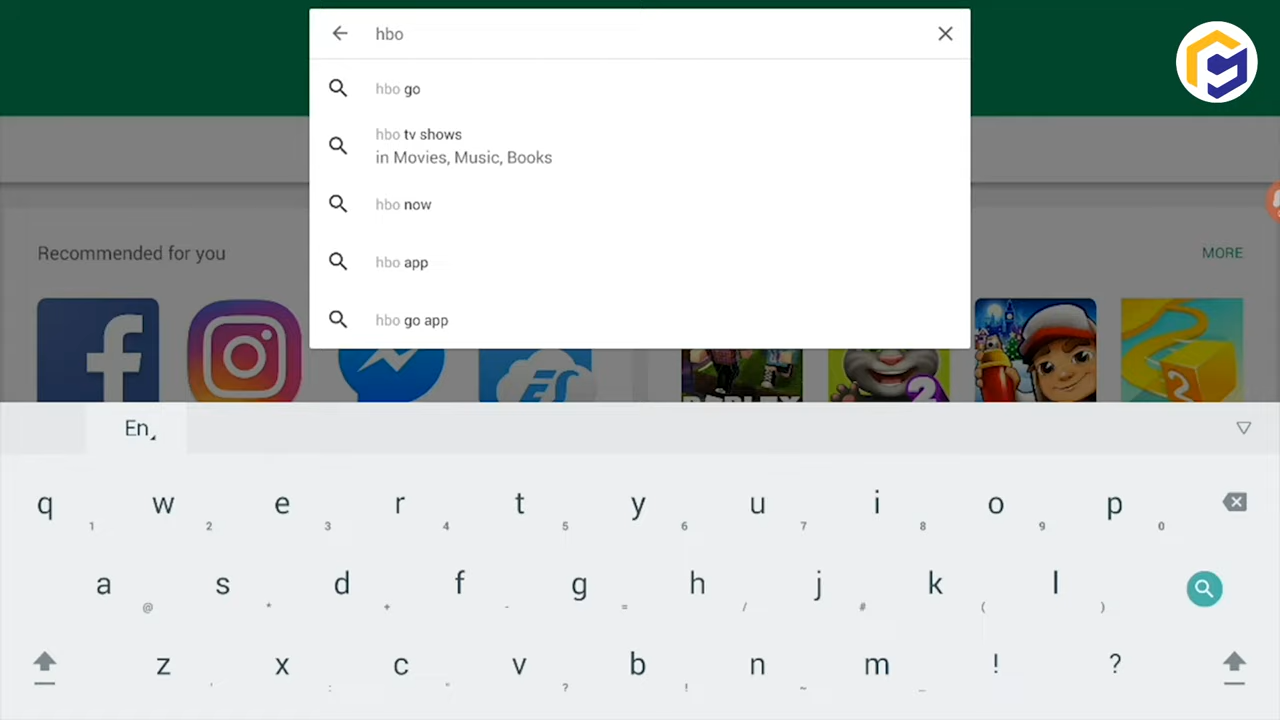 hbo
hbo go
hbo tv shows
in Movies, Music, Books
hbo now
hbo app
hbo go app
Recommended for you
MORE
2
En
q w e r t y u i o p
1 2 3 4 5 6 7 8 9 0
a s d f g h j k l
@ * + - = / # ( )
z x c v b n m ! ?
' : " ? ! ~ _